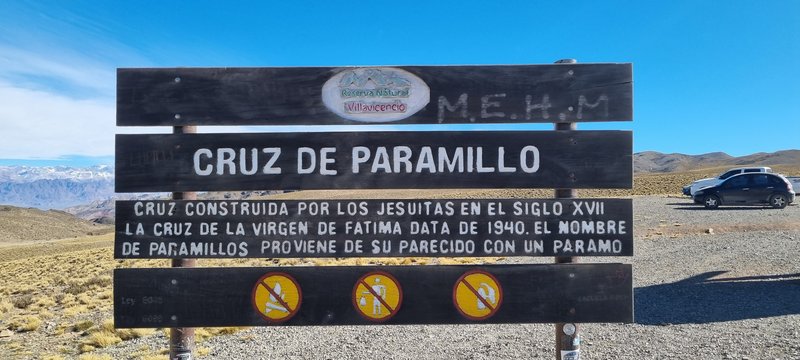 Reserva Natural
Villavicencio
M.E.H.M
CRUZ DE PARAMILLO
CRUZ CONSTRUIDA POR LOS JESUITAS EN EL SIGLO XVII
LA CRUZ DE LA VIRGEN DE FATIMA DATA DE 1940. EL NOMBRE
DE PARAMILLOS PROVIENE DE SU PARECIDO CON UN PARAMO